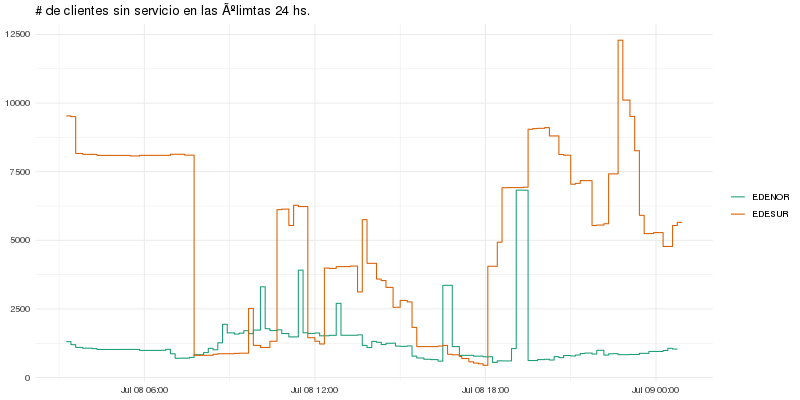 # de clientes sin servicio en las Ãºlimtas 24 hs.
12500
10000
7500
5000
2500
0
Jul 08 06:00
Jul 08 12:00
Jul 08 18:00
Jul 09 00:00
EDENOR
EDESUR